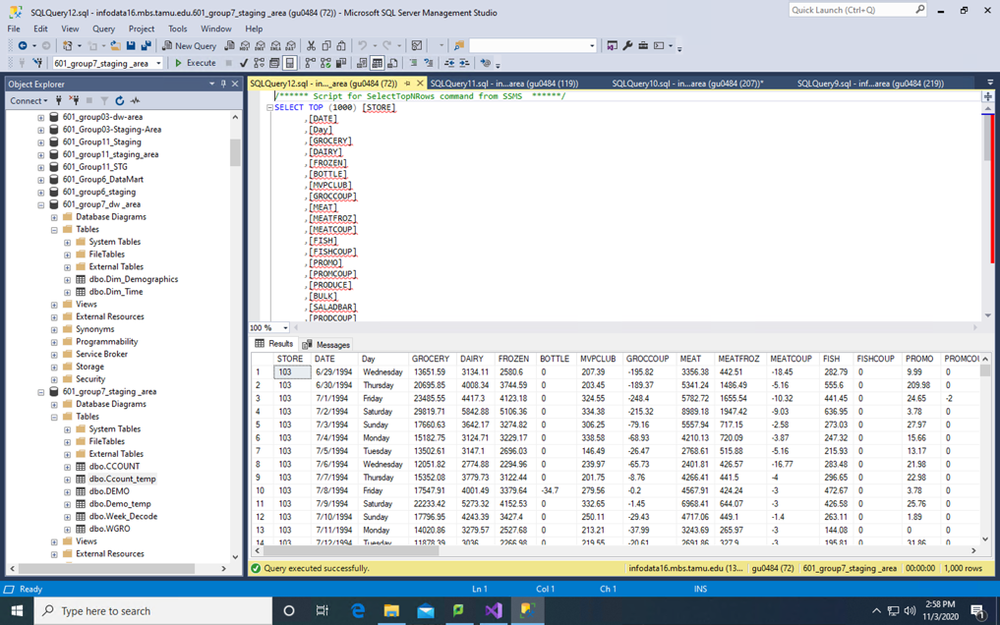 SQLQuery12.sql - infodata16.mbs.tamu.edu.601_group7_staging _area (gu0484 (72)) - Microsoft SQL Server Management Studio
Quick Launch (Ctrl+Q)
File Edit View Query Project Tools Window Help
New Query
601_group7_staging _area Execute
Object Explorer
Connect
601_Group03-dw-area
601_Group03-Staging-Area
601_Group11_Staging
601_group11_staging_area
601_Group11_STG
601_Group6_DataMart
601_Group6_staging
601_group7_dw _area
Database Diagrams
Tables
System Tables
FileTables
External Tables
dbo.Dim_Demographics
dbo.Dim_Time
Views
External Resources
Synonyms
Programmability
Service Broker
Storage
Security
601_group7_staging _area
Database Diagrams
Tables
System Tables
FileTables
External Tables
dbo.CCOUNT
dbo.Ccount_temp
dbo.DEMO
dbo.Demo_temp
dbo.Week_Decode
dbo.WGRO
Views
External Resources
SQLQuery12.sql - in..._area (gu0484 (72)) SQLQuery11.sql - in...area (gu0484 (119)) SQLQuery10.sql - in...area (gu0484 (207))* SQLQuery9.sql - inf...area (gu0484 (219))
/****** Script for SelectTopNRows command from SSMS ******/
SELECT TOP (1000) [STORE]
,[DATE]
,[Day]
,[GROCERY]
,[DAIRY]
,[FROZEN]
,[BOTTLE]
,[MVPCLUB]
,[GROCCOUP]
,[MEAT]
,[MEATFROZ]
,[MEATCOUP]
,[FISH]
,[FISHCOUP]
,[PROMO]
,[PROMCOUP]
,[PRODUCE]
,[BULK]
,[SALADBAR]
,[PRODCOUP]
100 %
Results Messages
STORE DATE Day GROCERY DAIRY FROZEN BOTTLE MVPCLUB GROCCOUP MEAT MEATFROZ MEATCOUP FISH FISHCOUP PROMO PROMCOU
1 103 6/29/1994 Wednesday 13651.59 3134.11 2580.6 0 207.39 -195.82 3356.38 442.51 -18.45 282.79 0 9.99 0
2 103 6/30/1994 Thursday 20695.85 4008.34 3744.59 0 203.45 -189.37 5341.24 1486.49 -5.16 555.6 0 209.98 0
3 103 7/1/1994 Friday 23485.55 4417.3 4123.18 0 324.55 -248.4 5782.72 1655.54 -10.32 441.45 0 24.65 -2
4 103 7/2/1994 Saturday 29819.71 5842.88 5106.36 0 334.38 -215.32 8989.18 1947.42 -9.03 636.95 0 3.78 0
5 103 7/3/1994 Sunday 17660.63 3642.17 3274.82 0 306.25 -79.16 5557.94 717.15 -2.58 273.03 0 27.97 0
6 103 7/4/1994 Monday 15182.75 3124.71 3229.17 0 338.58 -68.93 4210.13 720.09 -3.87 247.32 0 15.66 0
7 103 7/5/1994 Tuesday 13502.61 3147.1 2696.03 0 146.49 -26.47 2768.61 515.88 -5.16 215.93 0 13.17 0
8 103 7/6/1994 Wednesday 12051.82 2774.88 2294.96 0 239.97 -65.73 2401.81 426.57 -16.77 283.48 0 21.98 0
9 103 7/7/1994 Thursday 15352.08 3779.73 3122.44 0 201.75 -8.76 4266.41 441.5 -4 296.65 0 22.98 0
10 103 7/8/1994 Friday 17547.91 4001.49 3379.64 -34.7 279.56 -0.2 4567.91 424.24 -3 472.67 0 3.78 0
11 103 7/9/1994 Saturday 22233.42 5273.32 4152.53 0 332.65 -1.45 6968.41 644.07 -3 426.58 0 25.76 0
12 103 7/10/1994 Sunday 17796.95 4243.39 3427.4 0 250.11 -29.43 4717.06 449.1 -1.4 263.11 0 1.89 0
13 103 7/11/1994 Monday 14020.86 3279.57 2527.68 0 213.21 -37.99 3243.69 265.97 -3 144.08 0 0 0
14 103 7/12/1994 Tuesday 11878.39 3036 2266.98 0 219.55 -20.61 2691.86 327.9 -3 195.81 0 31.86 0
Query executed successfully. infodata16.mbs.tamu.edu (13... gu0484 (72) 601_group7_staging _area 00:00:00 1,000 rows
Ready Ln 1 Col 1 Ch 1 INS
Type here to search
2:58 PM
11/3/2020
1